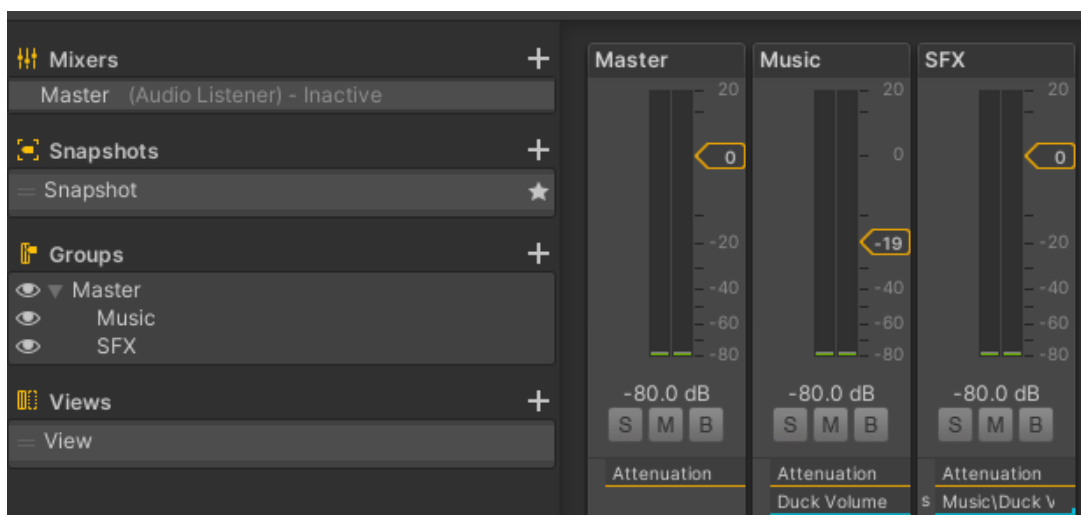 Mixers
Master (Audio Listener) - Inactive
Snapshots
Snapshot
Groups
Master
Music
SFX
Views
View
Master
20
0
-20
-40
-60
-80
-80.0 dB
S M B
Attenuation
Music
20
0
-19
-40
-60
-80
-80.0 dB
S M B
Attenuation
Duck Volume
SFX
20
0
-20
-40
-60
-80
-80.0 dB
S M B
Attenuation
s Music\Duck V